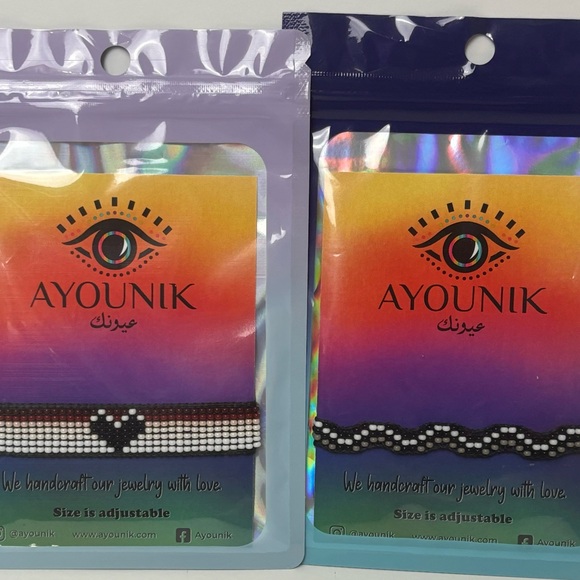 AYOUNIK
عيونك
We handcraft our jewelry with love.
Size is adjustable
@ayounik www.ayounik.com Ayounik
AYOUNIK
عيونك
We handcraft our jewelry with love.
Size is adjustable
@ayounik www.ayounik.com Ayounik